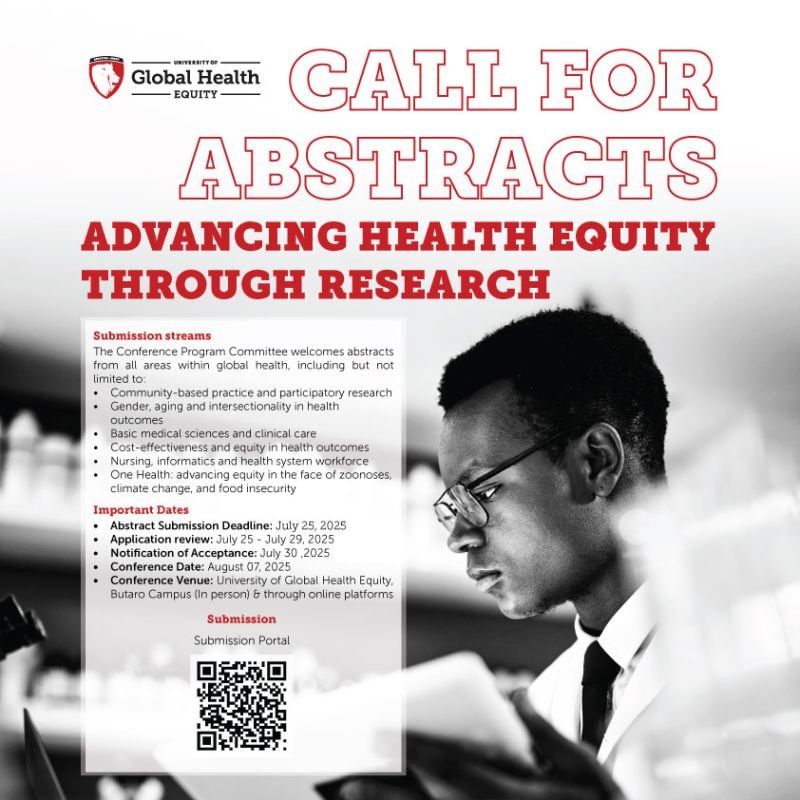 UNIVERSITY OF
Global Health
EQUITY
CALL FOR
ABSTRACTS
ADVANCING HEALTH EQUITY
THROUGH RESEARCH
Submission streams
The Conference Program Committee welcomes abstracts
from all areas within global health, including but not
limited to:
• Community-based practice and participatory research
• Gender, aging and intersectionality in health
outcomes
• Basic medical sciences and clinical care
• Cost-effectiveness and equity in health outcomes
• Nursing, informatics and health system workforce
• One Health: advancing equity in the face of zoonoses,
climate change, and food insecurity
Important Dates
• Abstract Submission Deadline: July 25, 2025
• Application review: July 25 - July 29, 2025
• Notification of Acceptance: July 30 ,2025
• Conference Date: August 07, 2025
• Conference Venue: University of Global Health Equity,
Butaro Campus (In person) & through online platforms
Submission
Submission Portal